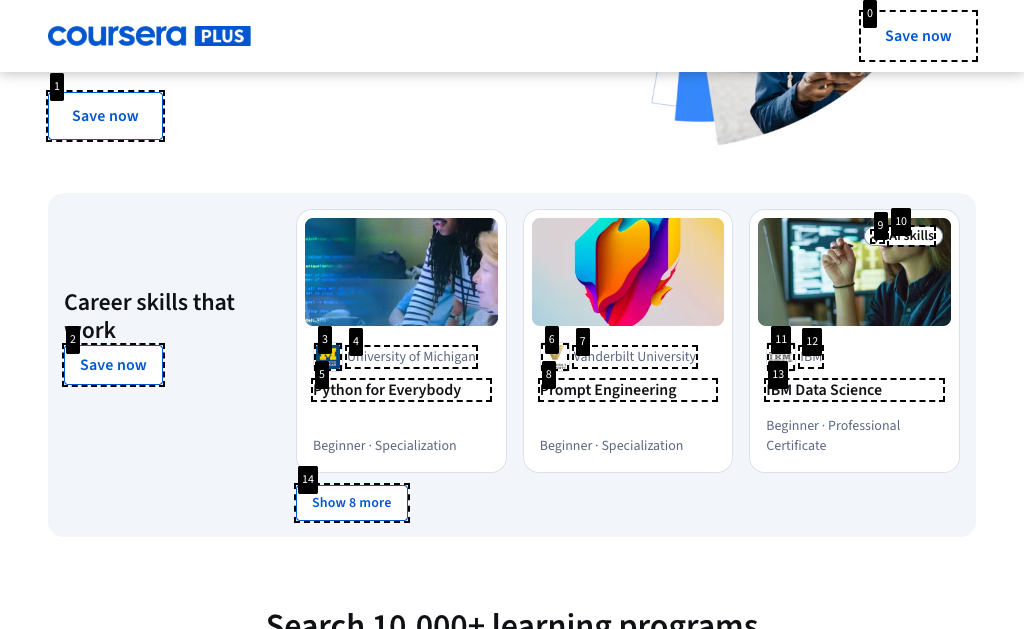 coursera PLUS
0
Save now
1
Save now
Career skills that
work
2
Save now
9
10
AI skills
3
4
University of Michigan
5
Python for Everybody
Beginner · Specialization
6
7
Vanderbilt University
8
Prompt Engineering
Beginner · Specialization
11
12
IBM
IBM
13
IBM Data Science
Beginner · Professional
Certificate
14
Show 8 more
Search 10,000+ learning programs